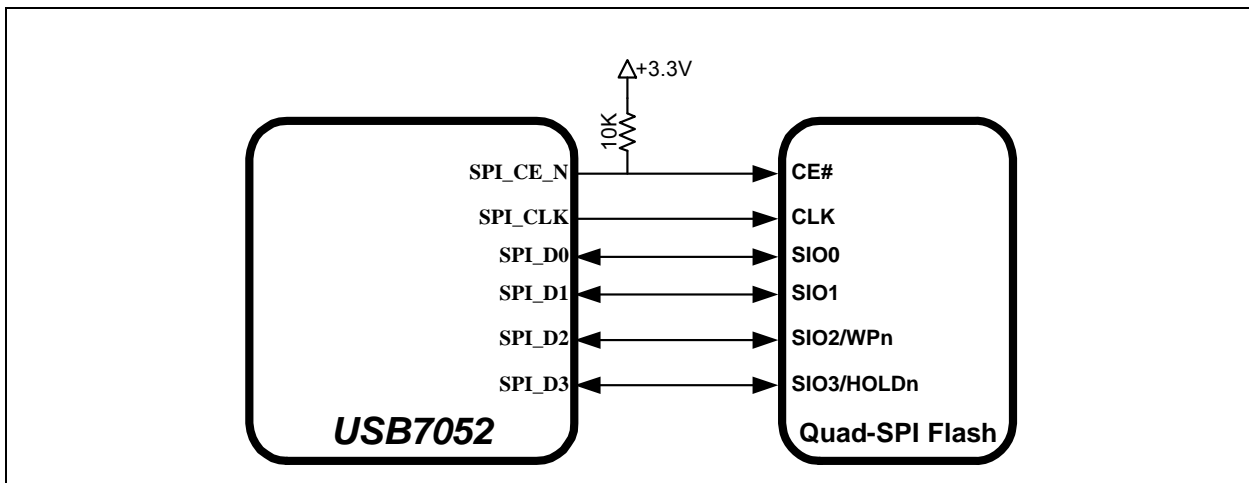 +3.3V
10K
SPI_CE_N CE#
SPI_CLK CLK
SPI_D0 SIO0
SPI_D1 SIO1
SPI_D2 SIO2/WPn
SPI_D3 SIO3/HOLDn
USB7052 Quad-SPI Flash